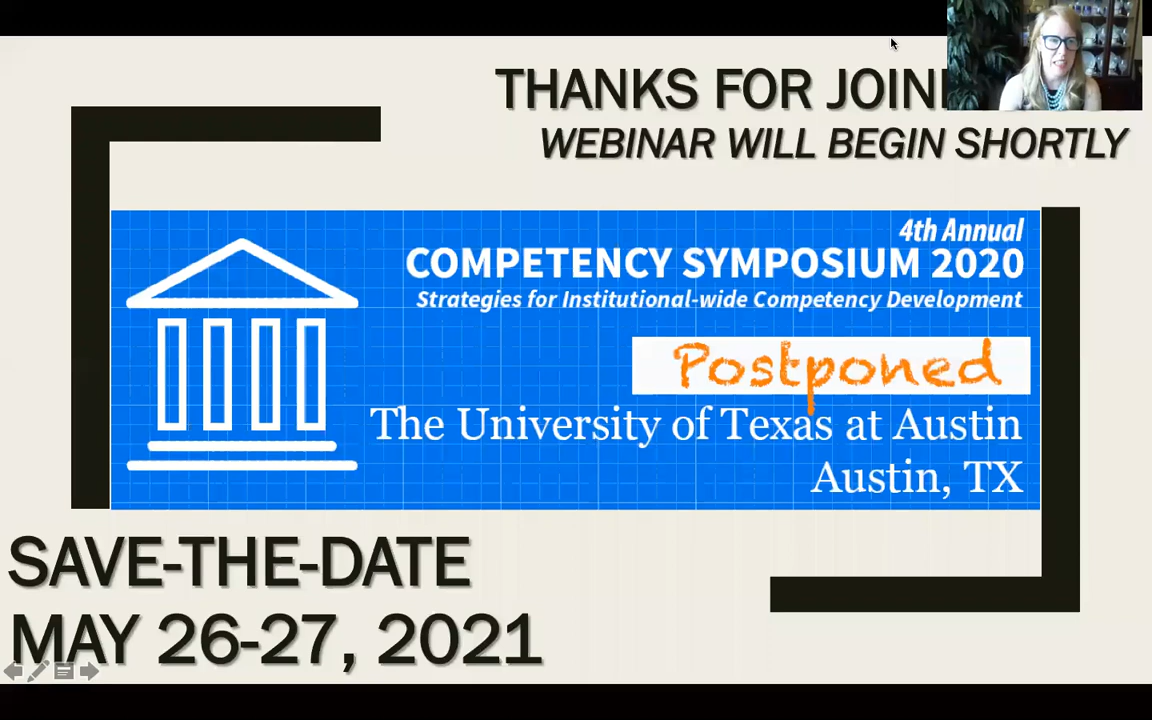 THANKS FOR
WEBINAR WILL BEGIN SHORTLY
4th Annual
COMPETENCY SYMPOSIUM 2020
Strategies for Institutional-wide Competency Development
Postponed
The University of Texas at Austin
Austin, TX
SAVE-THE-DATE
MAY 26-27, 2021